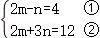 2m-n=4 ①
2m+3n=12 ②